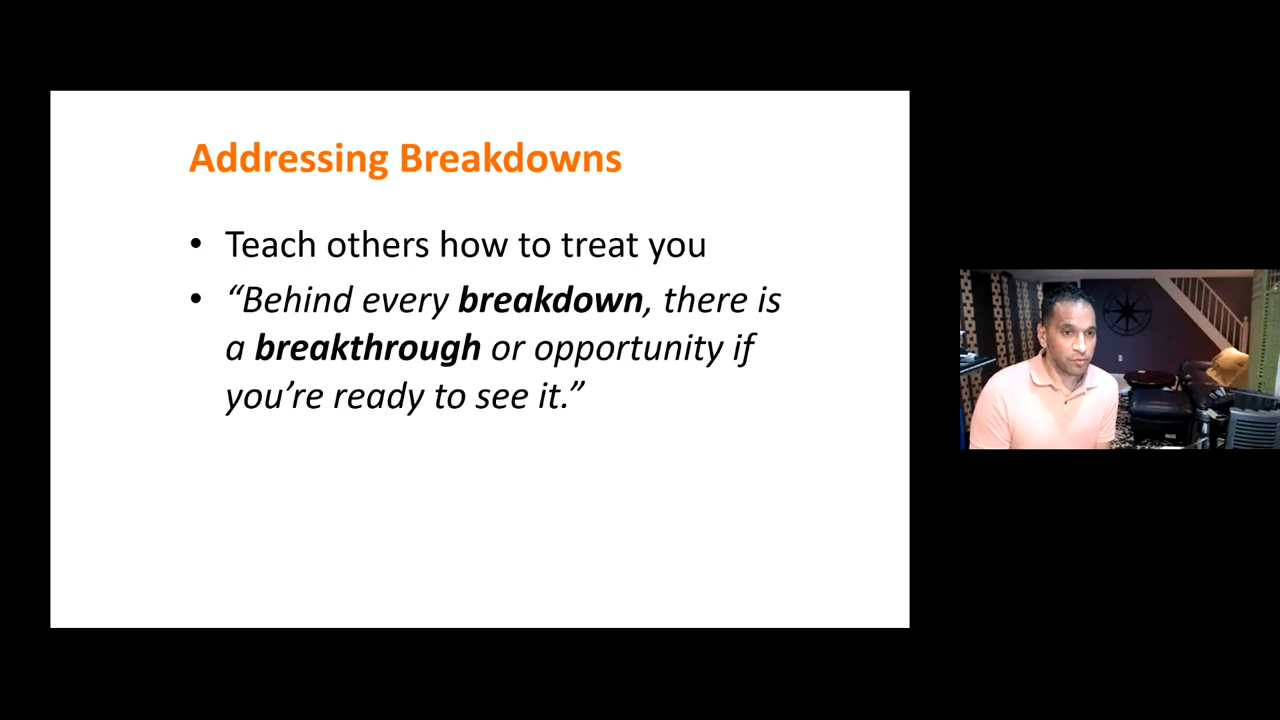 Addressing Breakdowns
• Teach others how to treat you
• “Behind every breakdown, there is
a breakthrough or opportunity if
you’re ready to see it.”